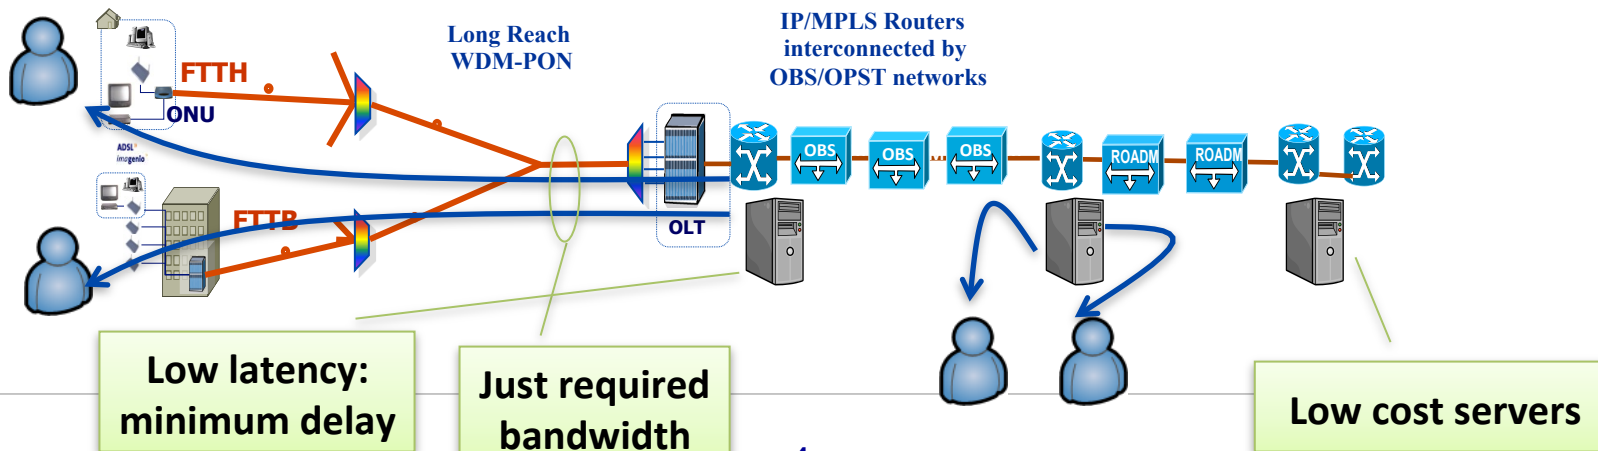 Long Reach
WDM-PON
IP/MPLS Routers
interconnected by
OBS/OPST networks
FTTH
ONU
ADSL+
imagenio
FTTB
OLT
OBS
OBS
OBS
ROADM
ROADM
Low latency:
minimum delay
Just required
bandwidth
Low cost servers